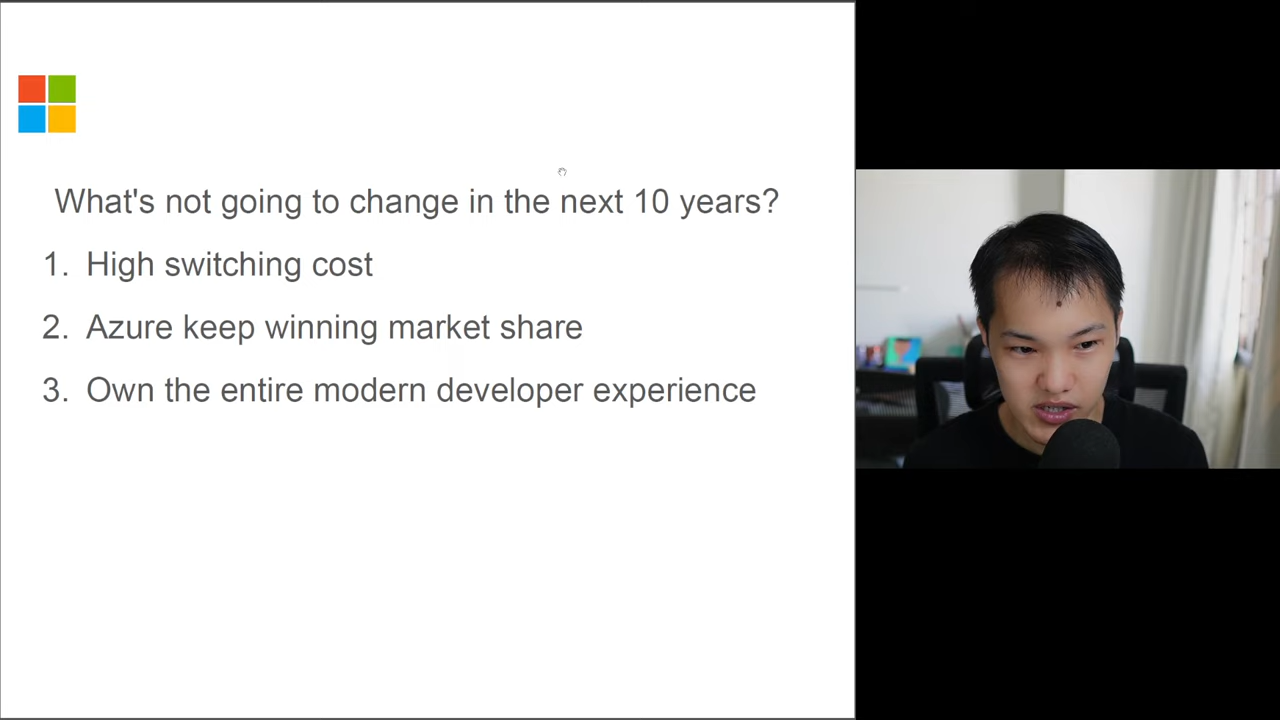 What's not going to change in the next 10 years?
1. High switching cost
2. Azure keep winning market share
3. Own the entire modern developer experience